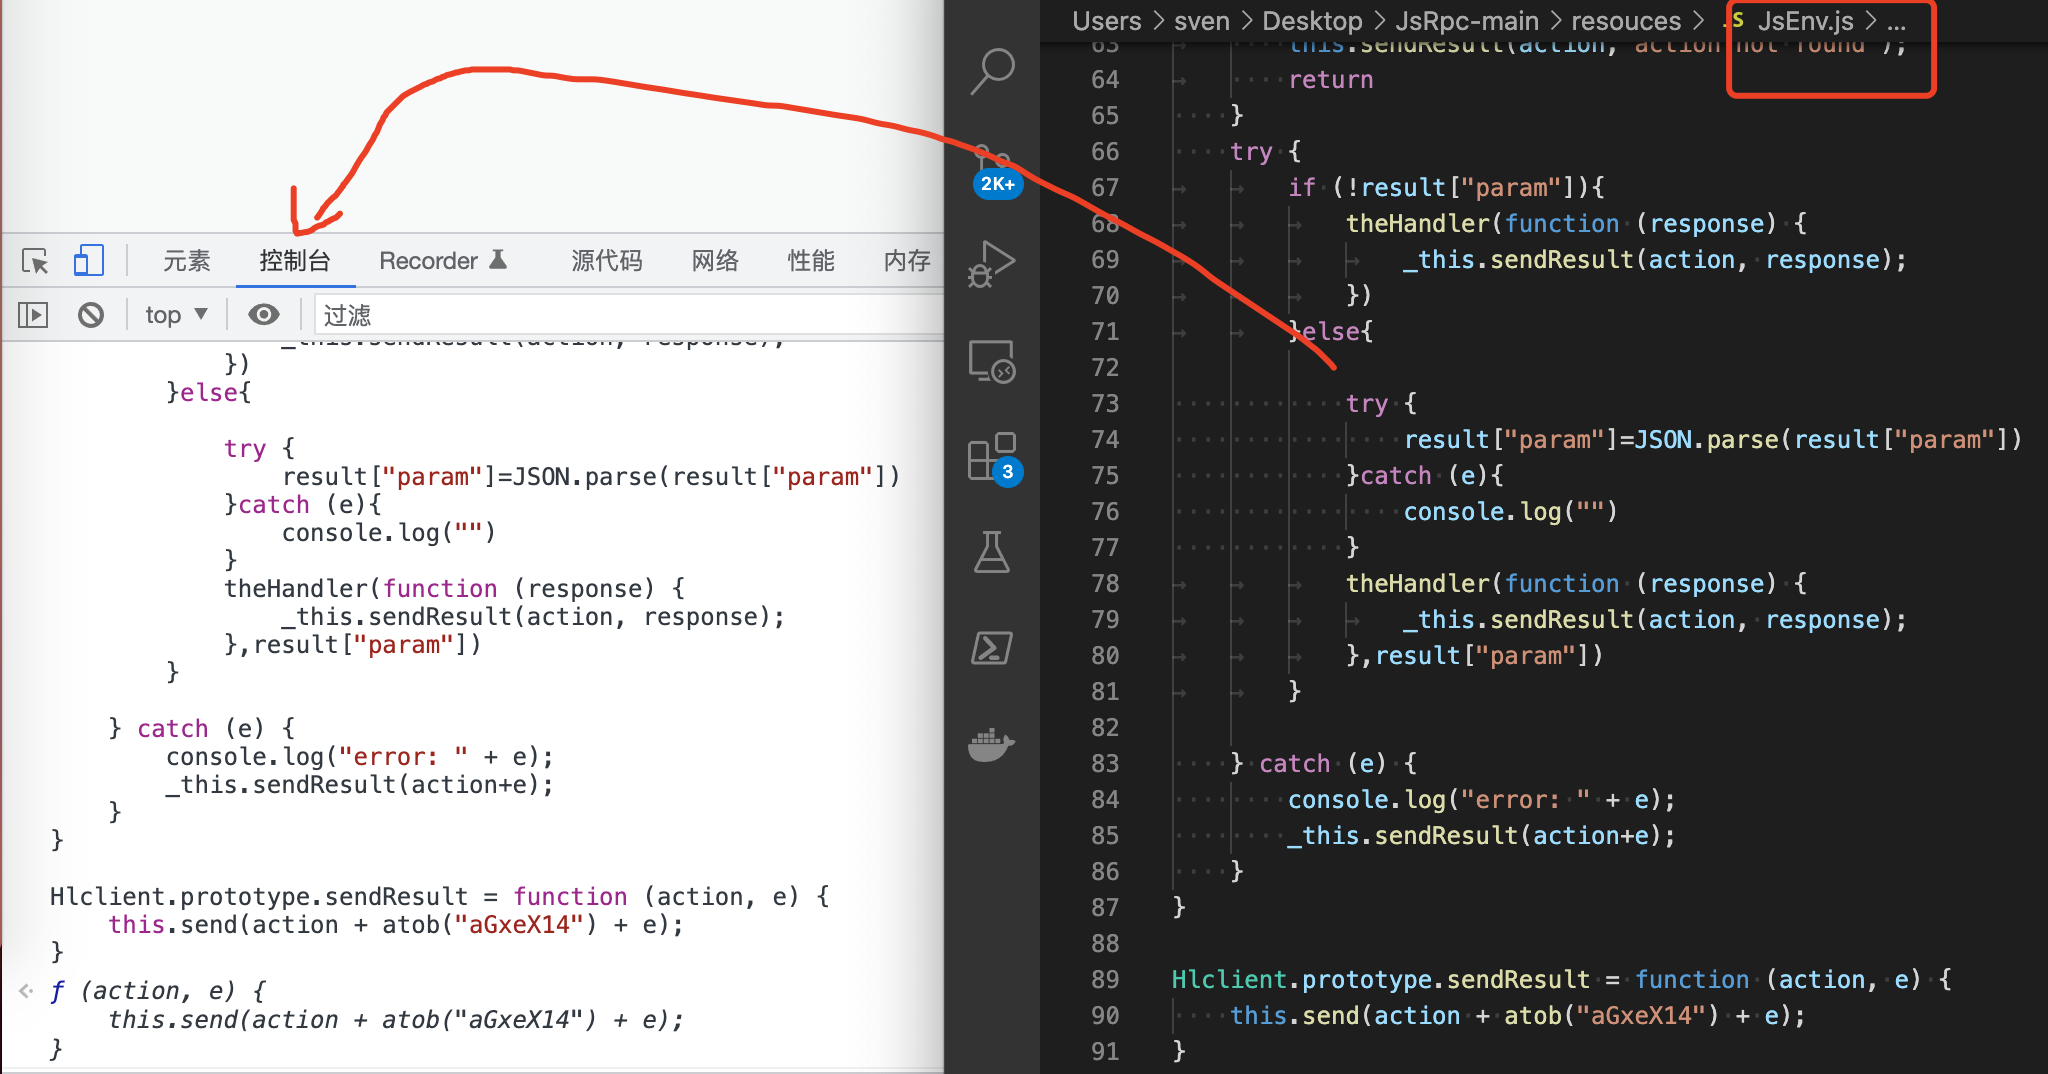 元素 控制台 Recorder 源代码 网络 性能 内存
top 过滤
_this.sendResult(action, response);
})
}else{
try {
result["param"]=JSON.parse(result["param"])
}catch (e){
console.log("")
}
theHandler(function (response) {
_this.sendResult(action, response);
},result["param"])
}
} catch (e) {
console.log("error: " + e);
_this.sendResult(action+e);
}
}
Hlclient.prototype.sendResult = function (action, e) {
this.send(action + atob("aGxeX14") + e);
}
ƒ (action, e) {
this.send(action + atob("aGxeX14") + e);
}
2K+
3
Users > sven > Desktop > JsRpc-main > resouces > JS JsEnv.js > ...
63 this.sendResult(action, "action not found");
64 return
65 }
66 try {
67 if (!result["param"]){
68 theHandler(function (response) {
69 _this.sendResult(action, response);
70 })
71 }else{
72
73 try {
74 result["param"]=JSON.parse(result["param"])
75 }catch (e){
76 console.log("")
77 }
78 theHandler(function (response) {
79 _this.sendResult(action, response);
80 },result["param"])
81 }
82
83 } catch (e) {
84 console.log("error: " + e);
85 _this.sendResult(action+e);
86 }
87 }
88
89 Hlclient.prototype.sendResult = function (action, e) {
90 this.send(action + atob("aGxeX14") + e);
91 }